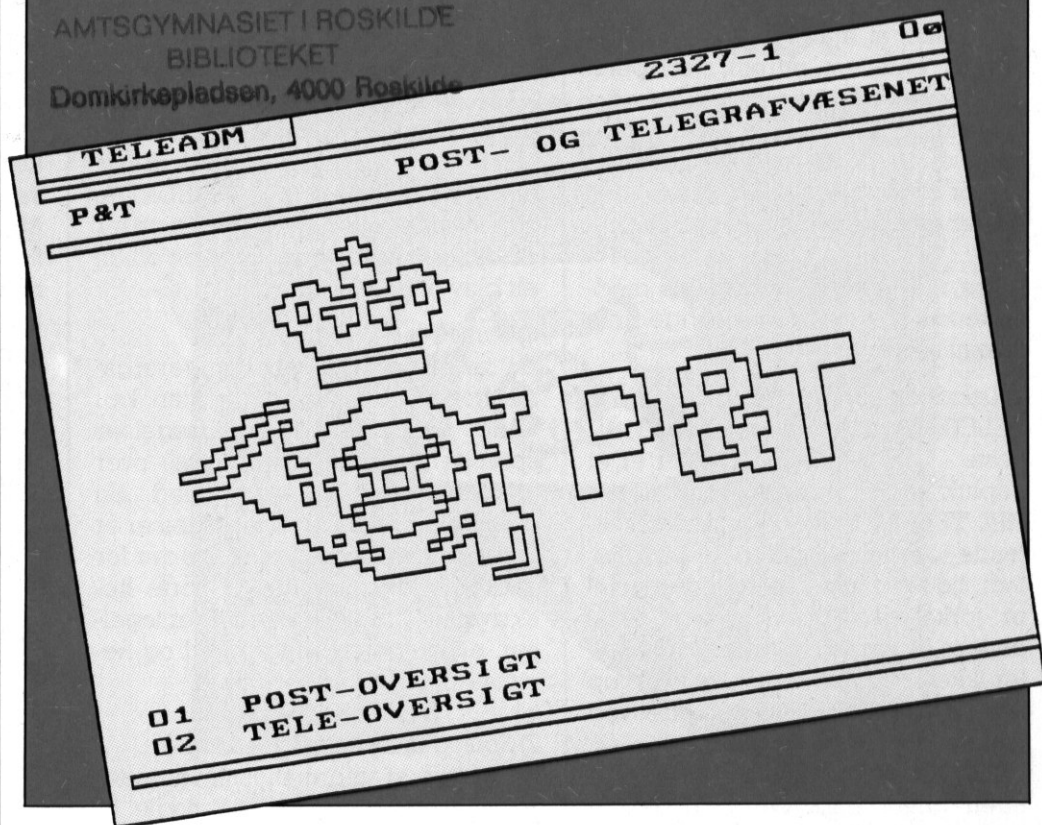 AMTSGYMNASIET I ROSKILDE
BIBLIOTEKET
Domkirkepladsen, 4000 Roskilde
2327-1 0ø
TELEADM POST- OG TELEGRAFVÆSENET
P&T
P&T
01 POST-OVERSIGT
02 TELE-OVERSIGT